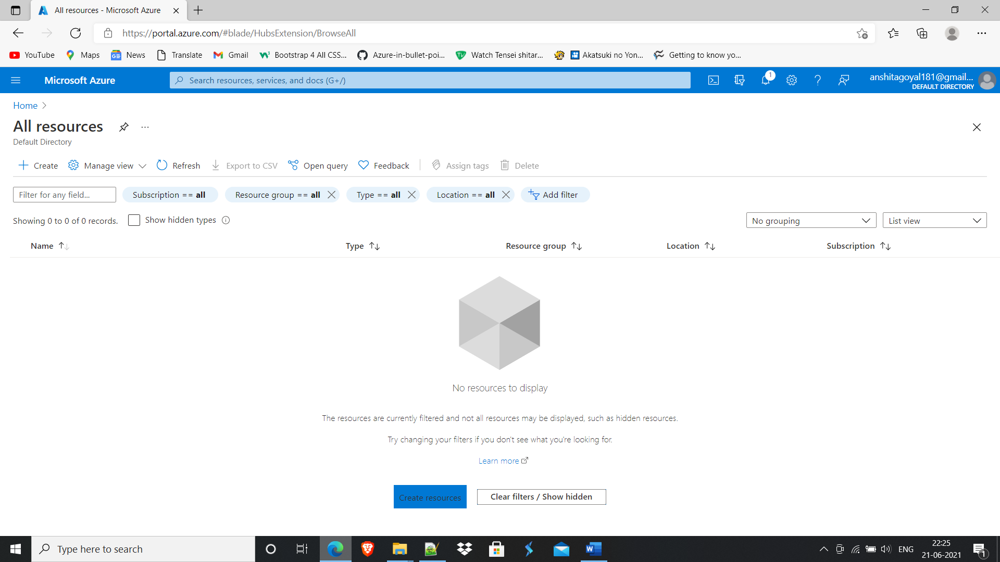 All resources - Microsoft Azure
https://portal.azure.com/#blade/HubsExtension/BrowseAll
YouTube Maps News Translate Gmail Bootstrap 4 All CSS... Azure-in-bullet-poi... Watch Tensei shitar... Akatsuki no Yon... Getting to know yo...
Microsoft Azure Search resources, services, and docs (G+/) 1 anshitagoyal181@gmail...
DEFAULT DIRECTORY
Home
All resources
Default Directory
Create Manage view Refresh Export to CSV Open query Feedback Assign tags Delete
Filter for any field... Subscription == all Resource group == all Type == all Location == all Add filter
Showing 0 to 0 of 0 records. Show hidden types No grouping List view
Name Type Resource group Location Subscription
No resources to display
The resources are currently filtered and not all resources may be displayed, such as hidden resources.
Try changing your filters if you don't see what you're looking for.
Learn more
Create resources Clear filters / Show hidden
Type here to search ENG 22:25
21-06-2021 1